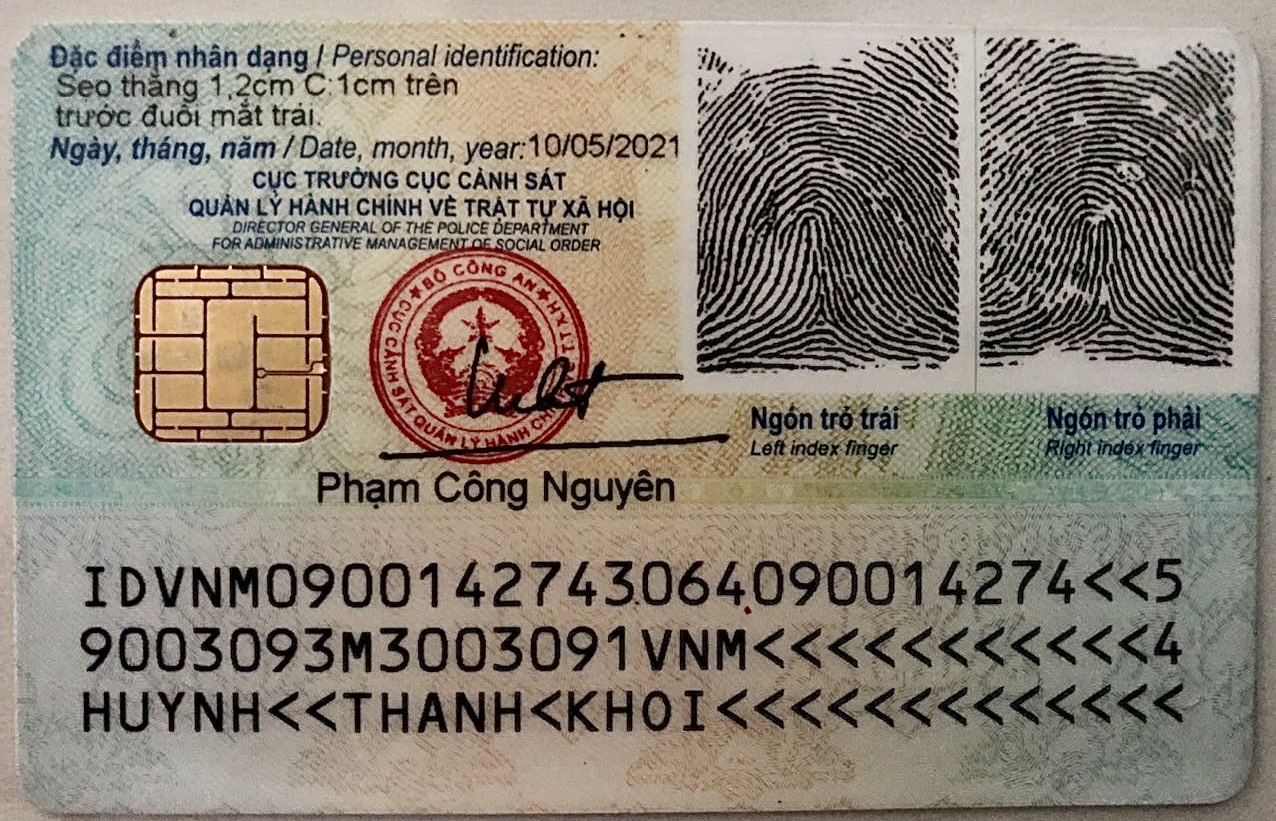 Đặc điểm nhân dạng / Personal identification:
Sẹo thẳng 1,2cm C:1cm trên
trước đuôi mắt trái.
Ngày, tháng, năm / Date, month, year: 10/05/2021
CỤC TRƯỞNG CỤC CẢNH SÁT
QUẢN LÝ HÀNH CHÍNH VỀ TRẬT TỰ XÃ HỘI
DIRECTOR GENERAL OF THE POLICE DEPARTMENT
FOR ADMINISTRATIVE MANAGEMENT OF SOCIAL ORDER
BỘ CÔNG AN
CỤC CẢNH SÁT QUẢN LÝ HÀNH CHÍNH
Phạm Công Nguyên
Ngón trỏ trái
Left index finger
Ngón trỏ phải
Right index finger
IDVNM0900142743064090014274<<5
9003093M3003091VNM<<<<<<<<<<<4
HUYNH<<THANH<KHOI<<<<<<<<<<<<<